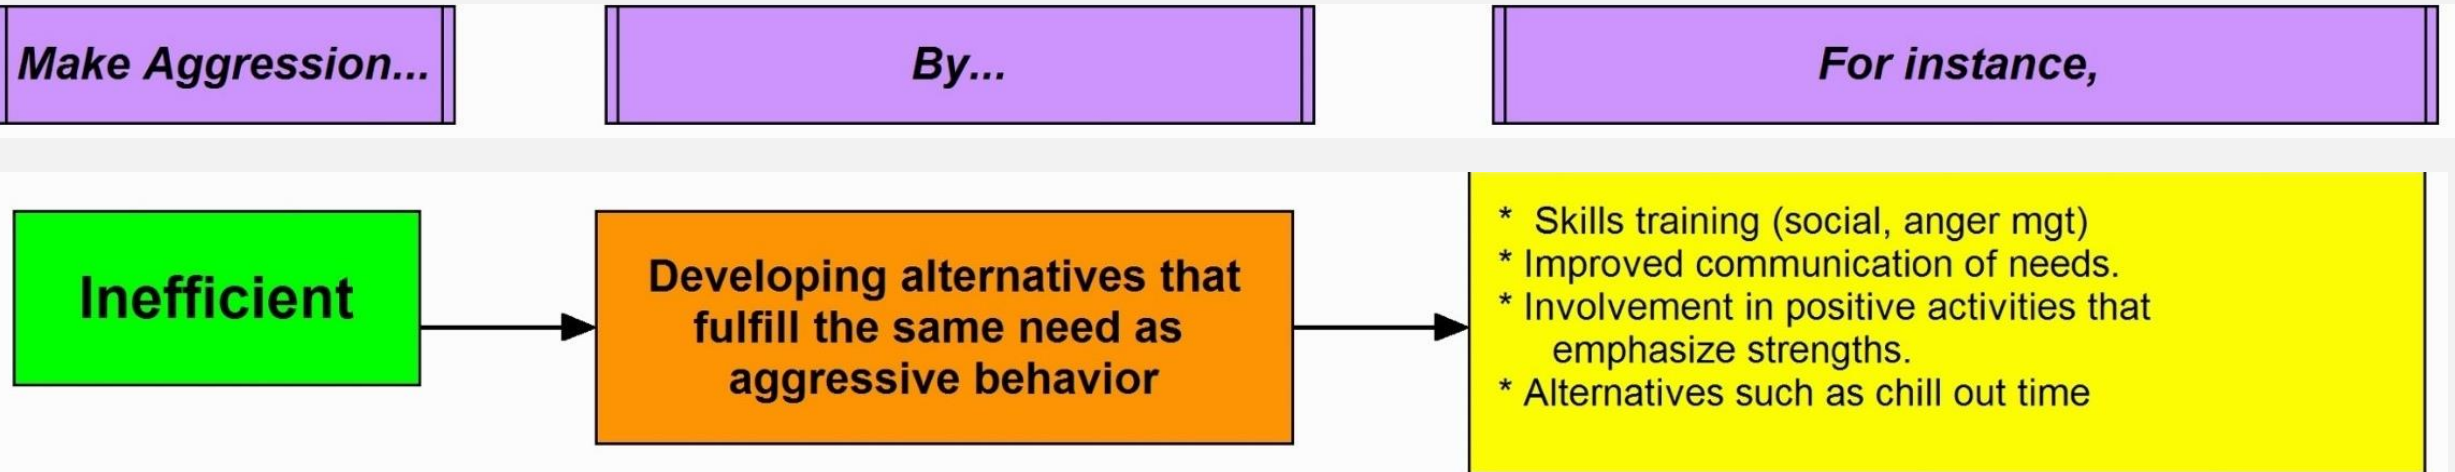 Make Aggression...
By...
For instance,
Inefficient
Developing alternatives that
fulfill the same need as
aggressive behavior
* Skills training (social, anger mgt)
* Improved communication of needs.
* Involvement in positive activities that
emphasize strengths.
* Alternatives such as chill out time